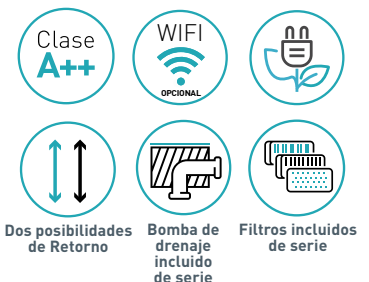 Clase
A++
WIFI
OPCIONAL
Dos posibilidades
de Retorno
Bomba de
drenaje
incluido
de serie
Filtros incluidos
de serie